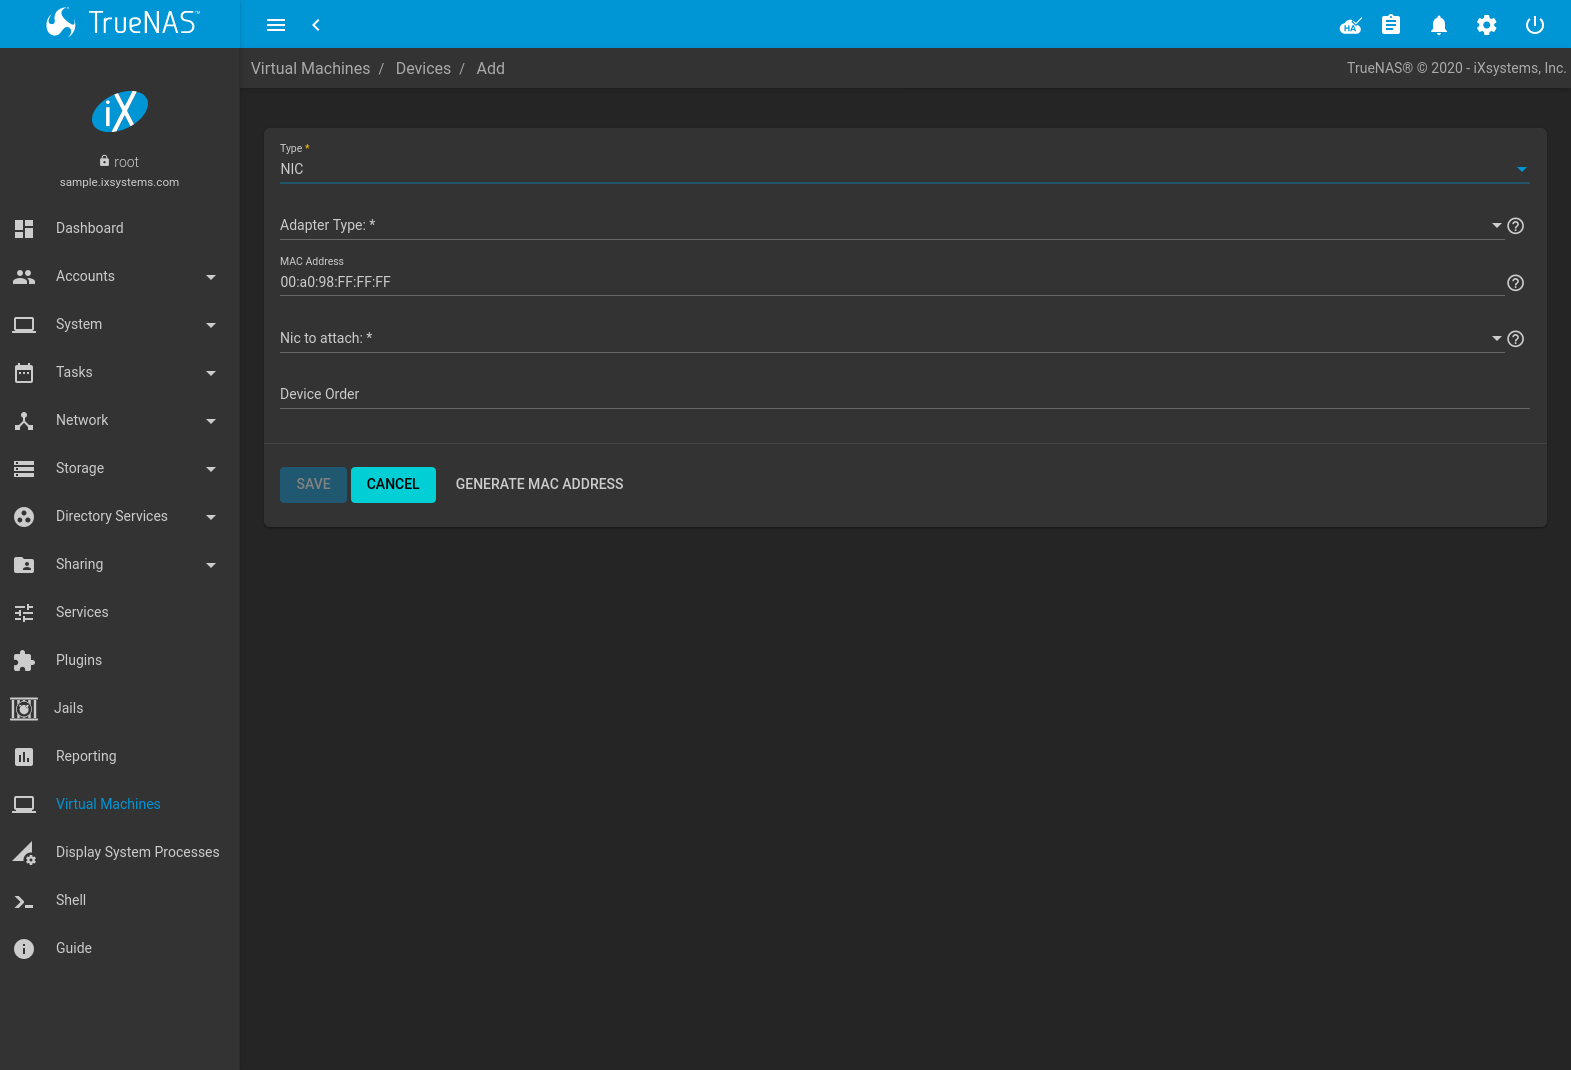 TrueNAS™
HA
Virtual Machines / Devices / Add
TrueNAS® © 2020 - iXsystems, Inc.
iX
root
sample.ixsystems.com
Dashboard
Accounts
System
Tasks
Network
Storage
Directory Services
Sharing
Services
Plugins
Jails
Reporting
Virtual Machines
Display System Processes
Shell
Guide
Type *
NIC
Adapter Type: *
MAC Address
00:a0:98:FF:FF:FF
Nic to attach: *
Device Order
SAVE CANCEL GENERATE MAC ADDRESS